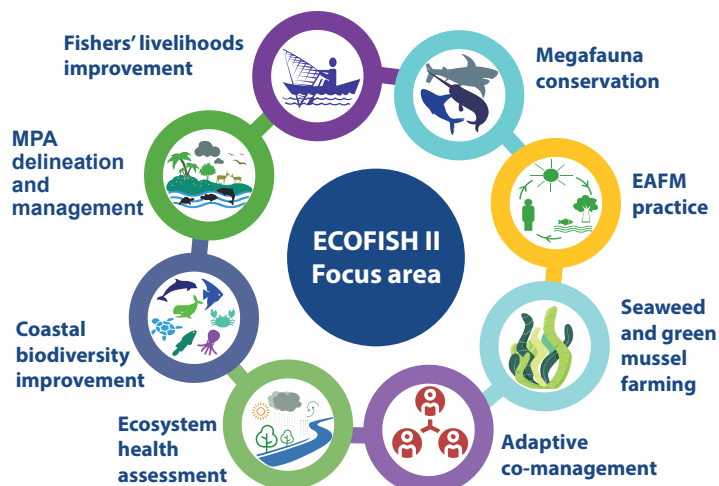 Fishers’ livelihoods
improvement
Megafauna
conservation
MPA
delineation
and
management
EAFM
practice
ECOFISH II
Focus area
Coastal
biodiversity
improvement
Seaweed
and green
mussel
farming
Ecosystem
health
assessment
Adaptive
co-management